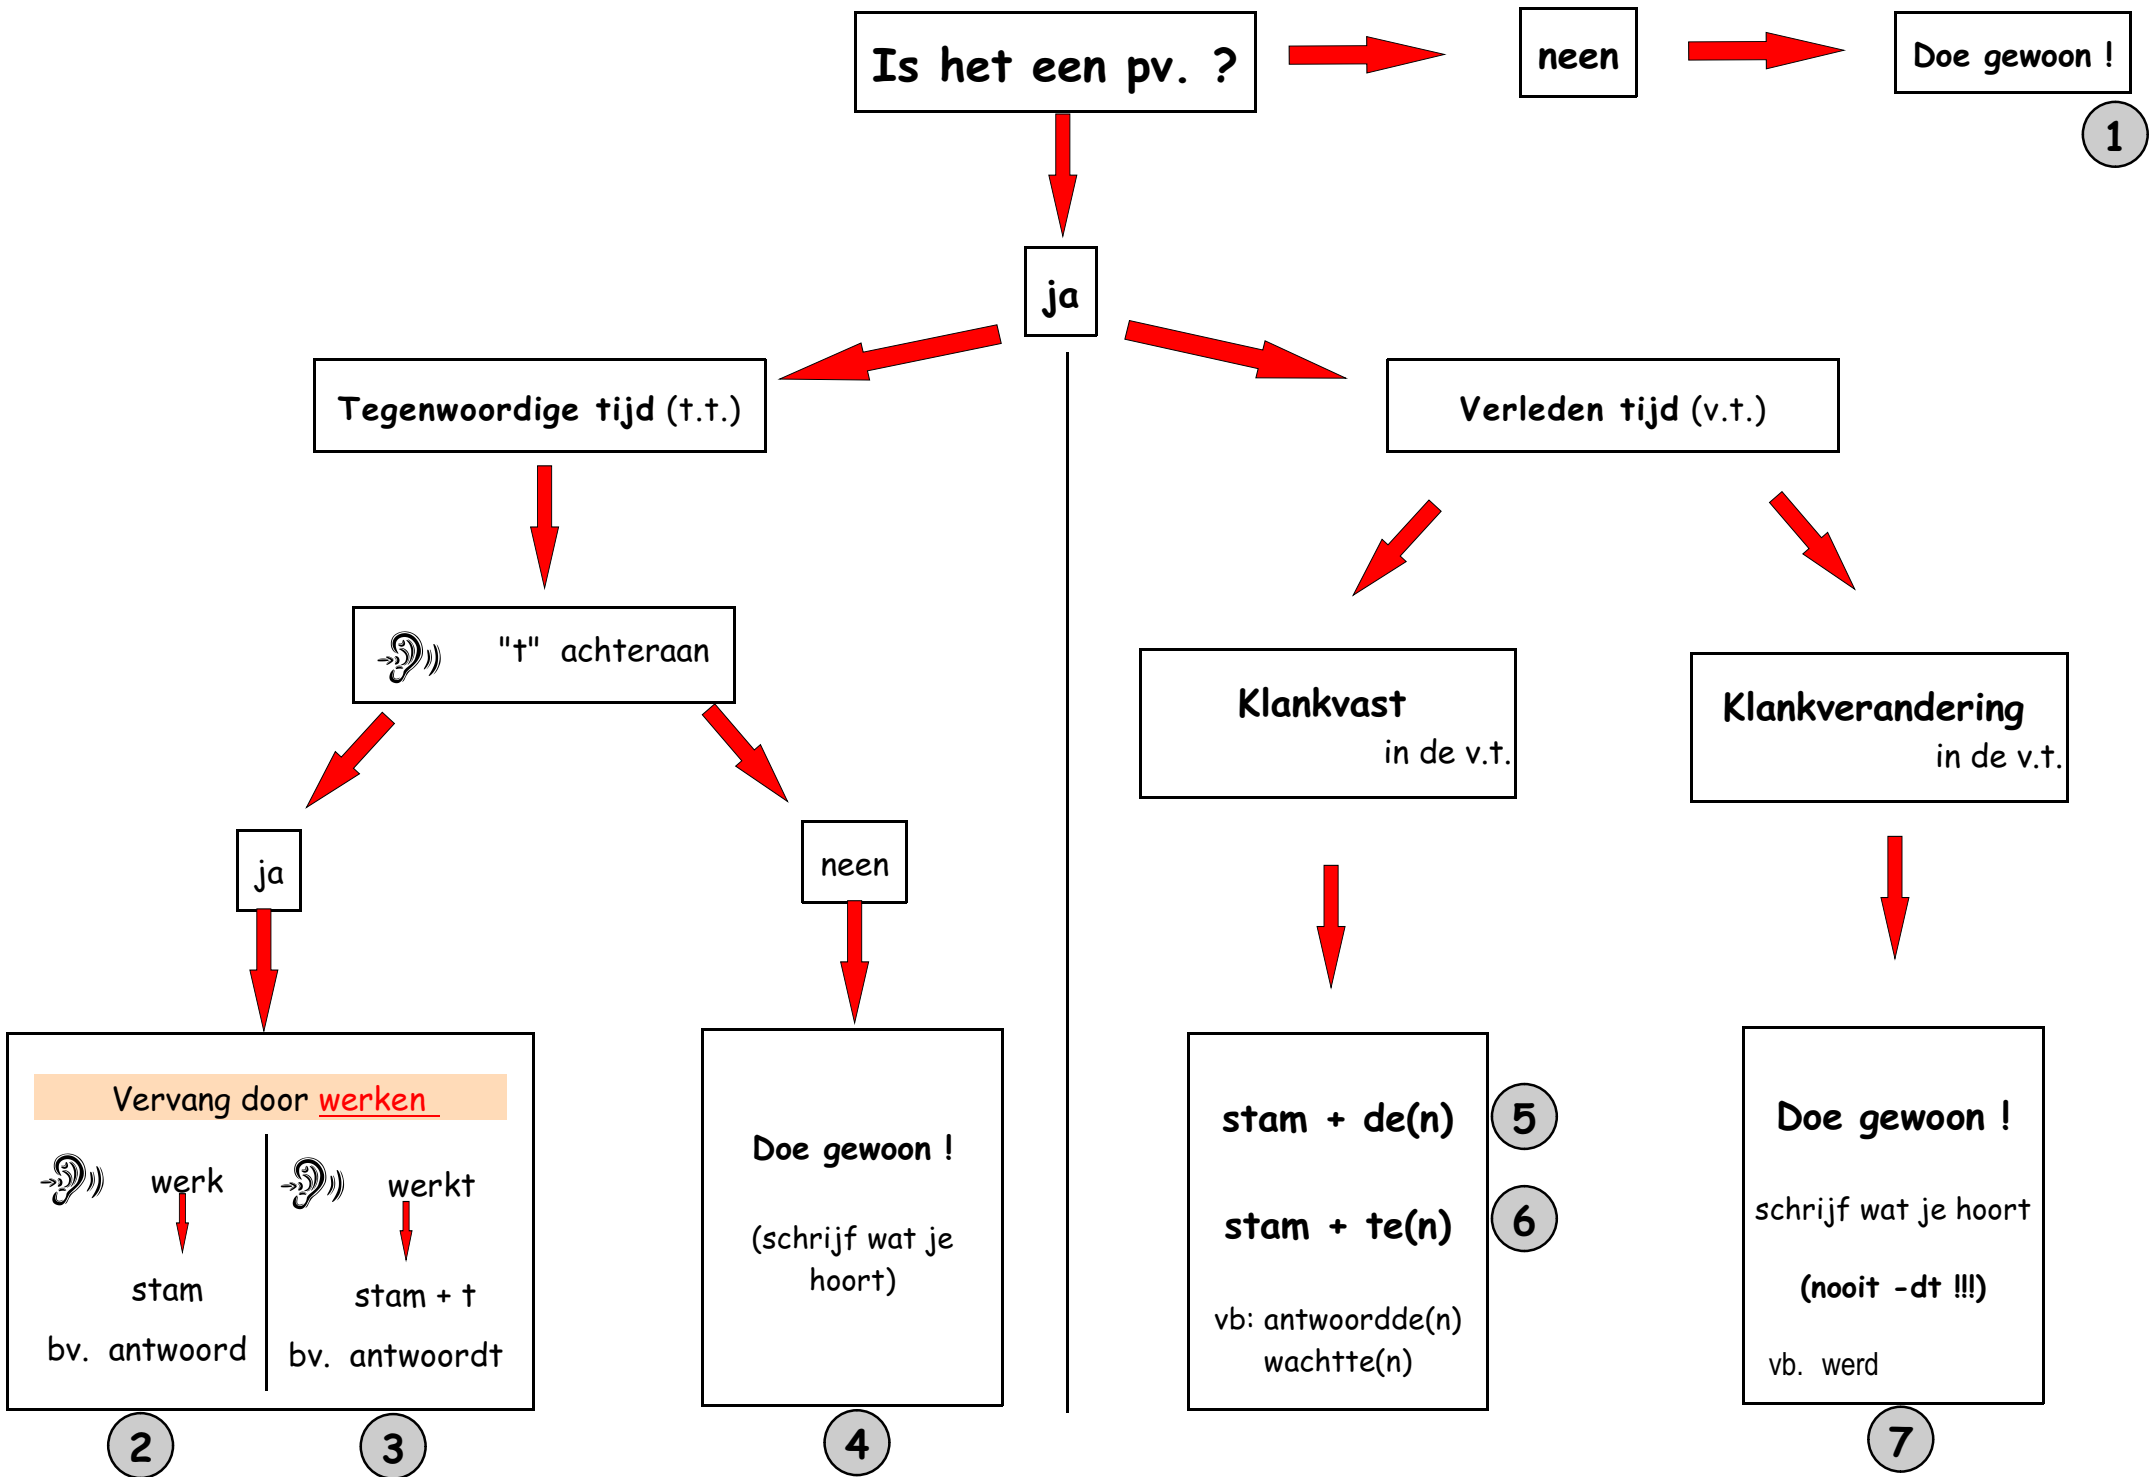 Is het een pv. ?
neen
Doe gewoon !
1
ja
Tegenwoordige tijd (t.t.)
Verleden tijd (v.t.)
"t" achteraan
Klankvast
in de v.t.
Klankverandering
in de v.t.
ja
neen
Vervang door werken
werk
werkt
stam
stam + t
bv. antwoord
bv. antwoordt
2
3
Doe gewoon !
(schrijf wat je
hoort)
4
stam + de(n)
5
stam + te(n)
6
vb: antwoordde(n)
wachtte(n)
Doe gewoon !
schrijf wat je hoort
(nooit -dt !!!)
vb. werd
7